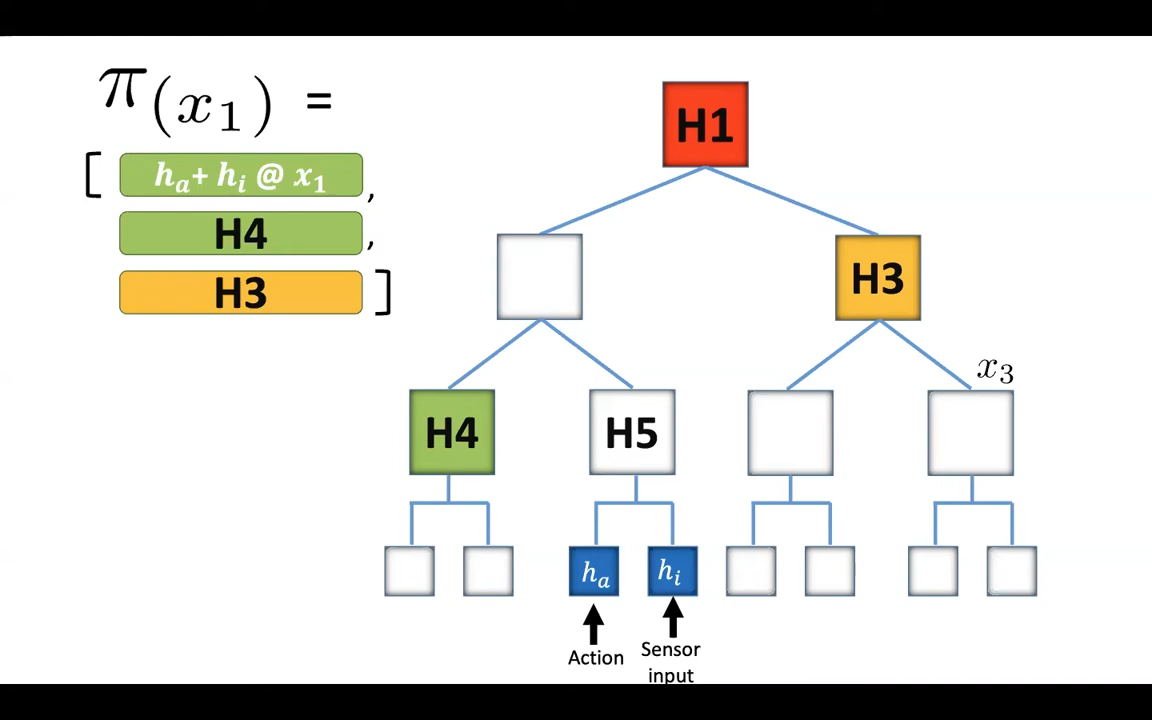 π(x₁) =
[ hₐ+ hᵢ @ x₁ ,
H4 ,
H3 ]
H1
H3
x₃
H4
H5
hₐ
hᵢ
Action
Sensor
input